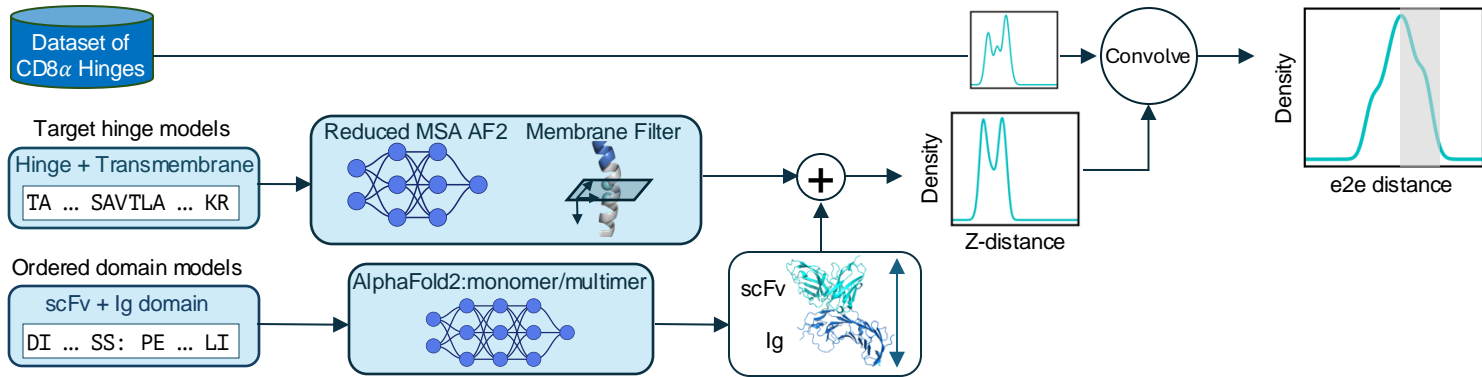 Dataset of
CD8α Hinges
Convolve
Density
e2e distance
Target hinge models
Hinge + Transmembrane
TA ... SAVTLA ... KR
Reduced MSA AF2
Membrane Filter
+
Density
Z-distance
Ordered domain models
scFv + Ig domain
DI ... SS: PE ... LI
AlphaFold2:monomer/multimer
scFv
Ig